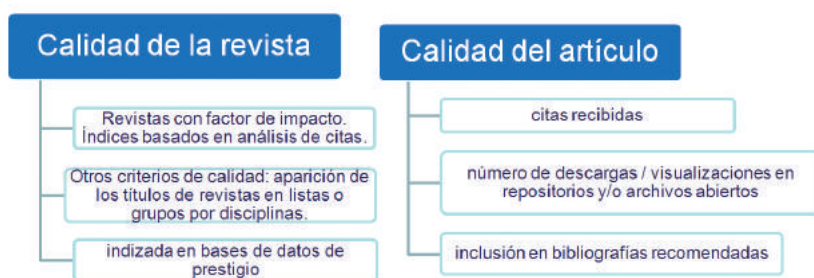 Calidad de la revista
Revistas con factor de impacto.
Índices basados en análisis de citas.
Otros criterios de calidad: aparición de
los títulos de revistas en listas o
grupos por disciplinas.
indizada en bases de datos de
prestigio
Calidad del artículo
citas recibidas
número de descargas / visualizaciones en
repositorios y/o archivos abiertos
inclusión en bibliografías recomendadas